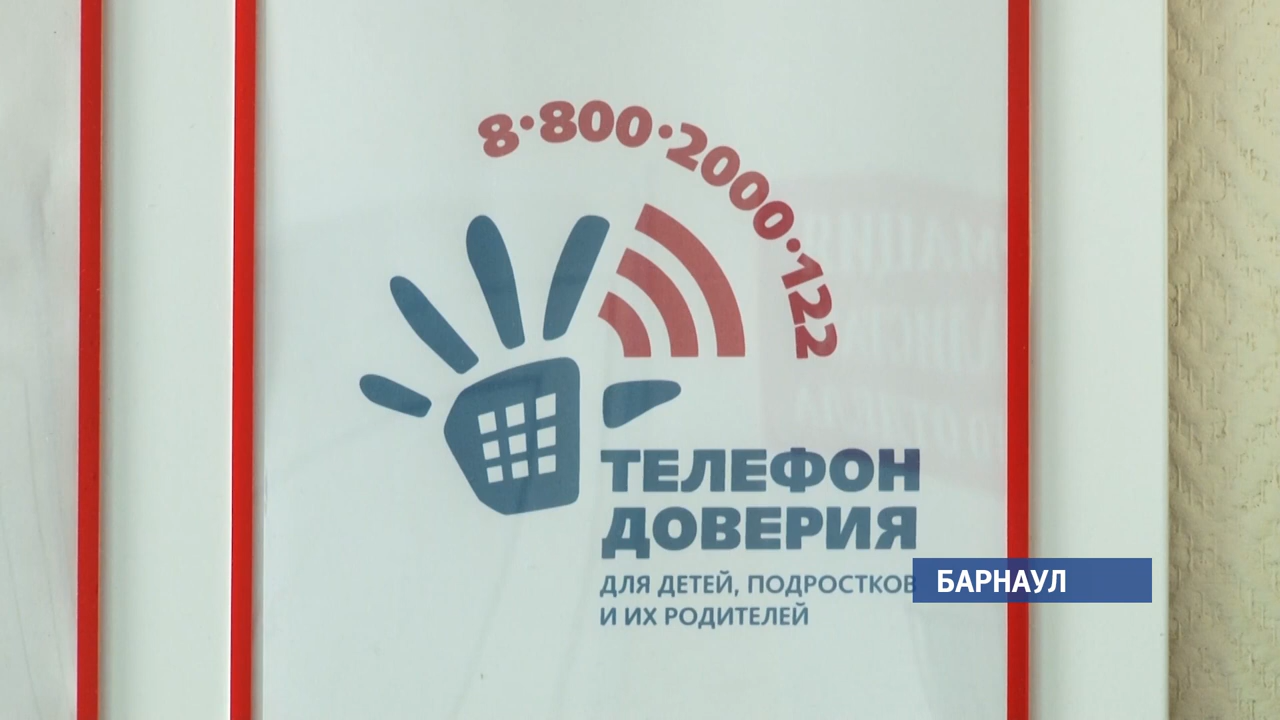 8·800·2000·122
ТЕЛЕФОН
ДОВЕРИЯ
ДЛЯ ДЕТЕЙ, ПОДРОСТКОВ
И ИХ РОДИТЕЛЕЙ
БАРНАУЛ